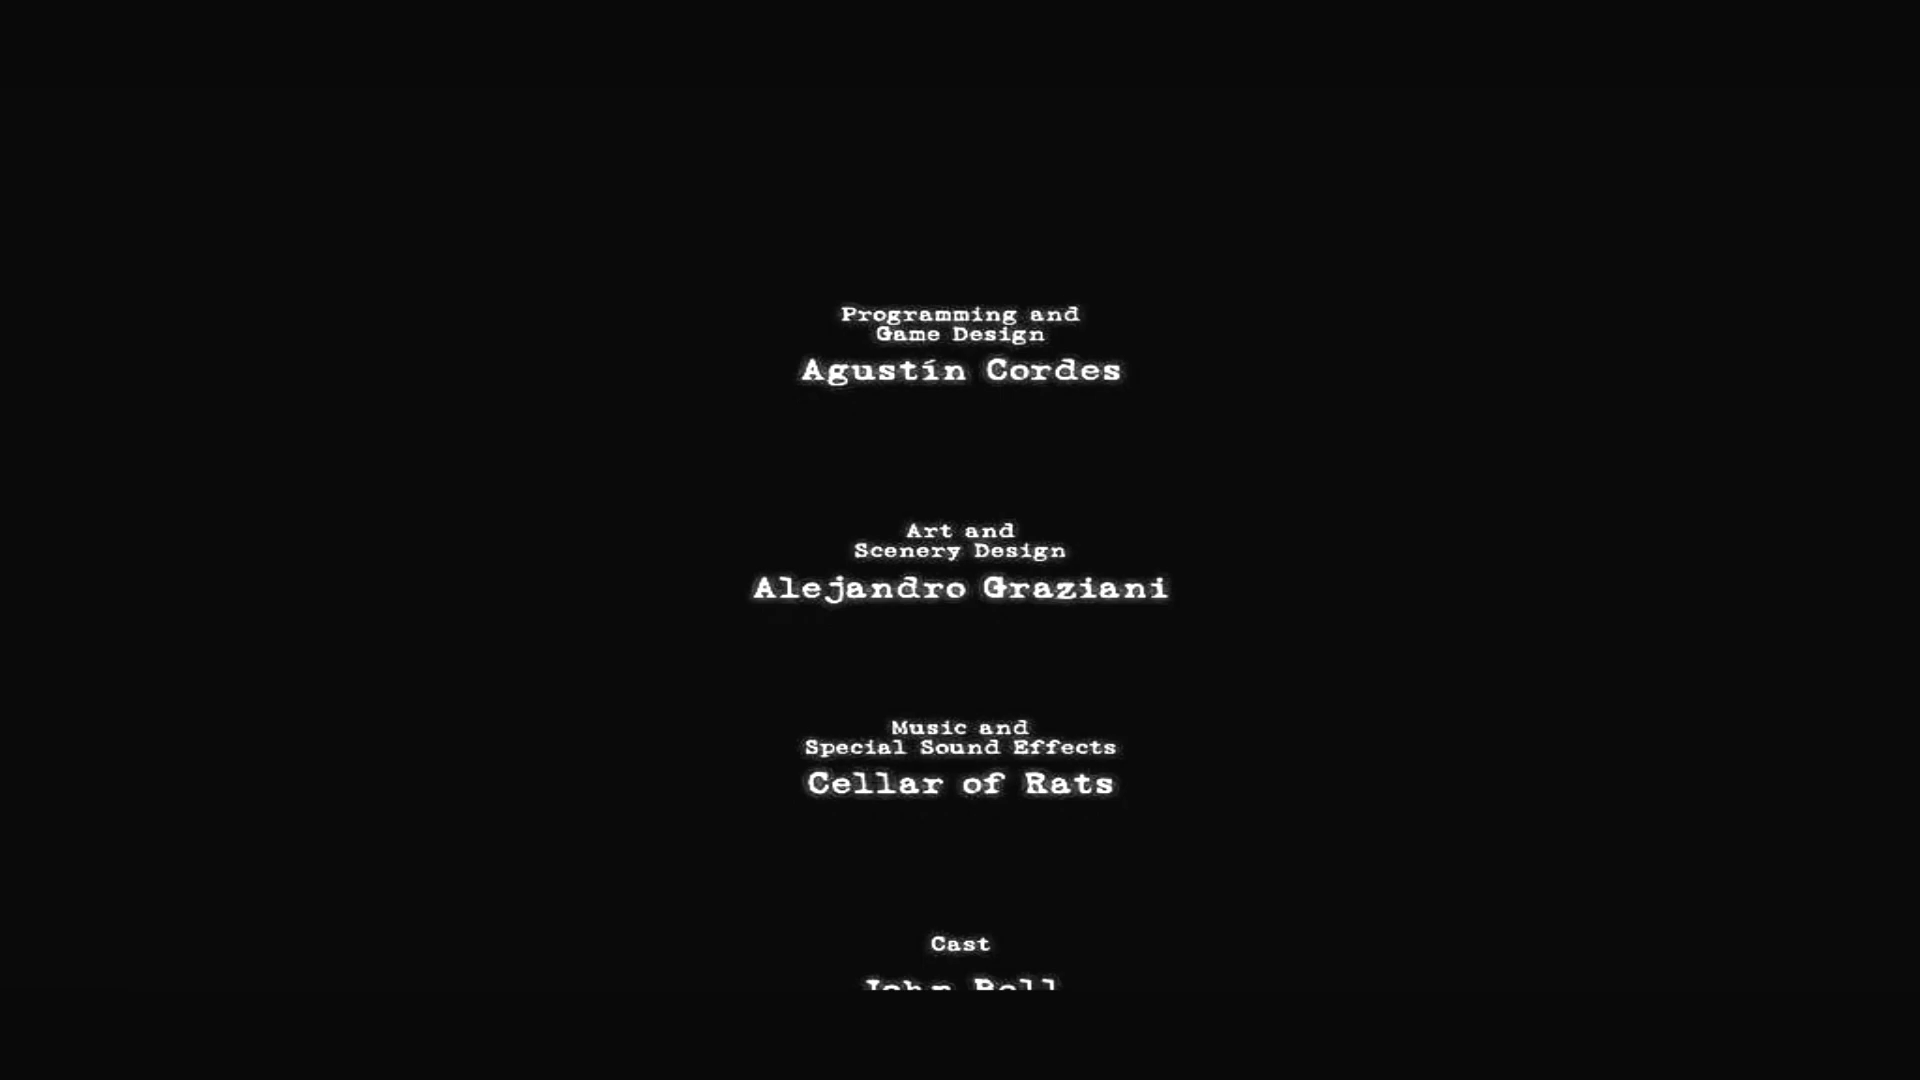 Programming and
Game Design
Agustín Cordes
Art and
Scenery Design
Alejandro Graziani
Music and
Special Sound Effects
Cellar of Rats
Cast
John